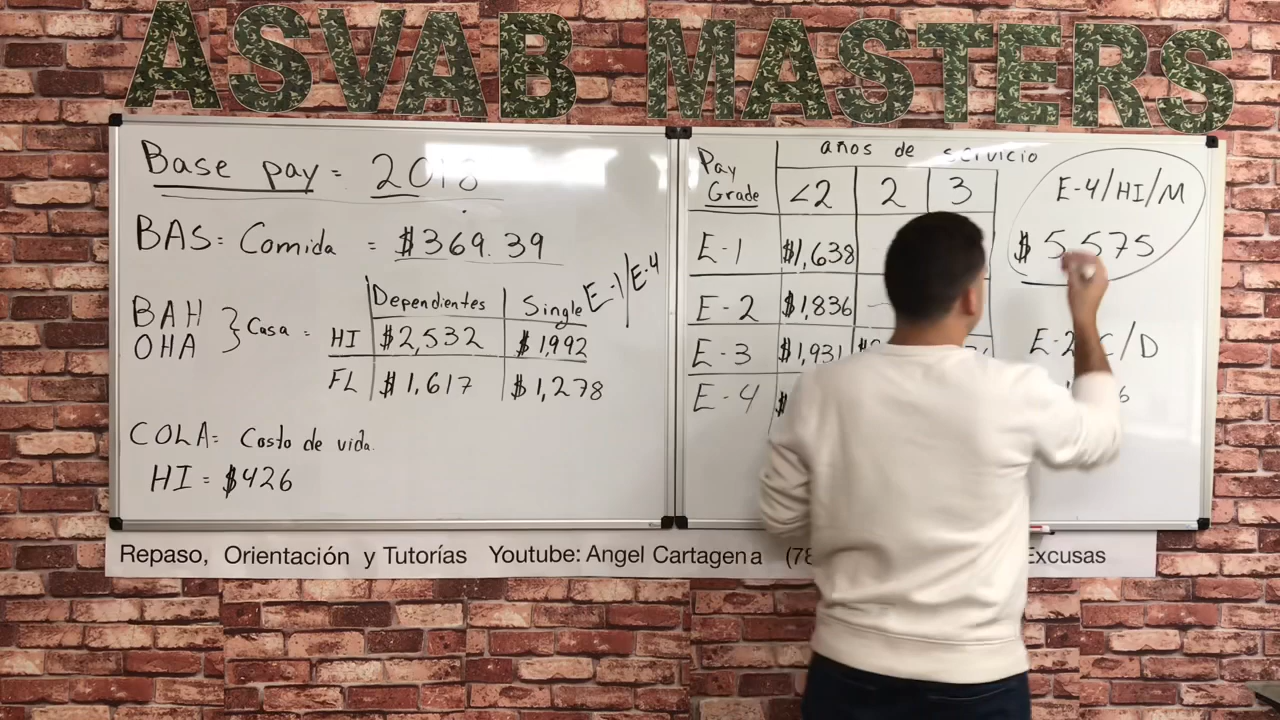 ASVAB MASTERS
Base pay = 2018
BAS = Comida = $369.39
BAH
OHA } Casa =
Dependientes Single E-1/E-4
HI $2,532 $1,992
FL $1,617 $1,278
COLA = Costo de vida.
HI = $426
Pay Grade
años de servicio
<2 2 3
E-1 $1,638
E-2 $1,836
E-3 $1,931
E-4 $
E-4/HI/M
$5,575
E-2 /D
6
Repaso, Orientación y Tutorías Youtube: Angel Cartagena (78 Excusas